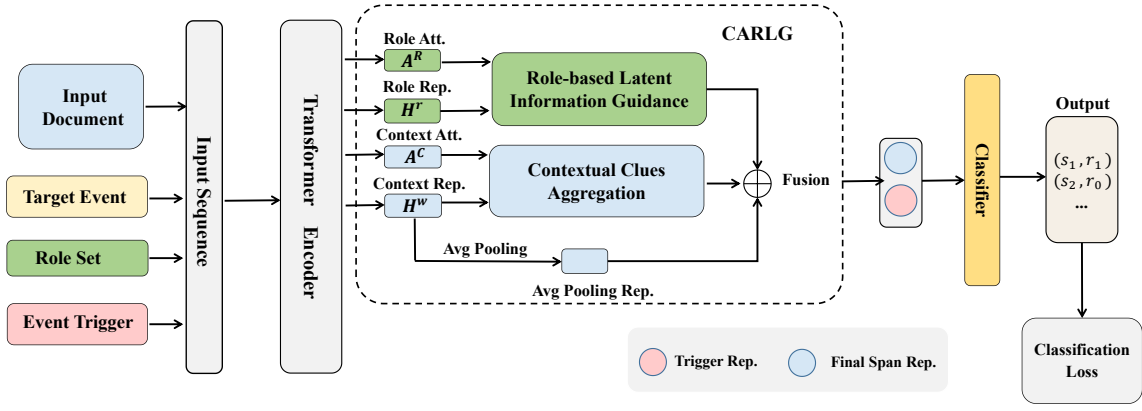 Input
Document
Target Event
Role Set
Event Trigger
Input Sequence
Transformer Encoder
CARLG
Role Att.
A^R
Role Rep.
H^r
Context Att.
A^C
Context Rep.
H^w
Role-based Latent
Information Guidance
Contextual Clues
Aggregation
Avg Pooling
Avg Pooling Rep.
Fusion
Classifier
Output
(s_1, r_1)
(s_2, r_0)
...
Classification
Loss
Trigger Rep.
Final Span Rep.